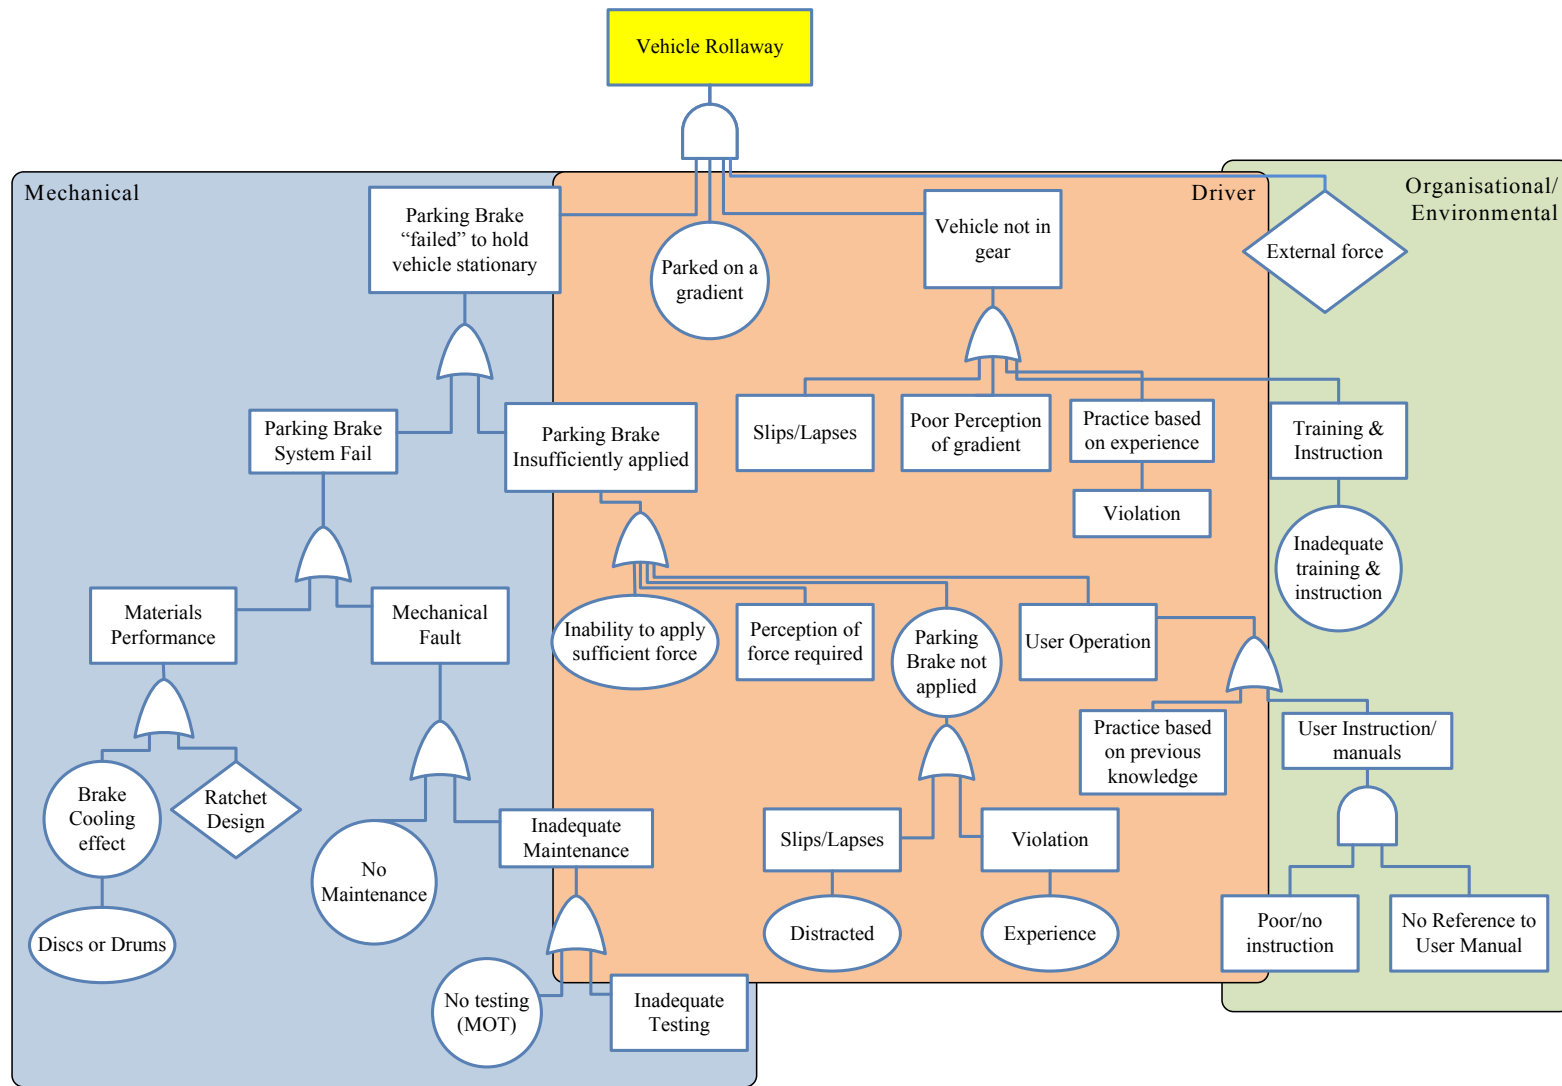 Vehicle Rollaway
Mechanical
Driver
Organisational/
Environmental
Parking Brake
“failed” to hold
vehicle stationary
Parked on a
gradient
Vehicle not in
gear
External force
Parking Brake
System Fail
Parking Brake
Insufficiently applied
Slips/Lapses
Poor Perception
of gradient
Practice based
on experience
Training &
Instruction
Violation
Inadequate
training &
instruction
Materials
Performance
Mechanical
Fault
Inability to apply
sufficient force
Perception of
force required
Parking
Brake not
applied
User Operation
Practice based
on previous
knowledge
User Instruction/
manuals
Brake
Cooling
effect
Ratchet
Design
No
Maintenance
Inadequate
Maintenance
Slips/Lapses
Violation
Discs or Drums
Distracted
Experience
Poor/no
instruction
No Reference to
User Manual
No testing
(MOT)
Inadequate
Testing